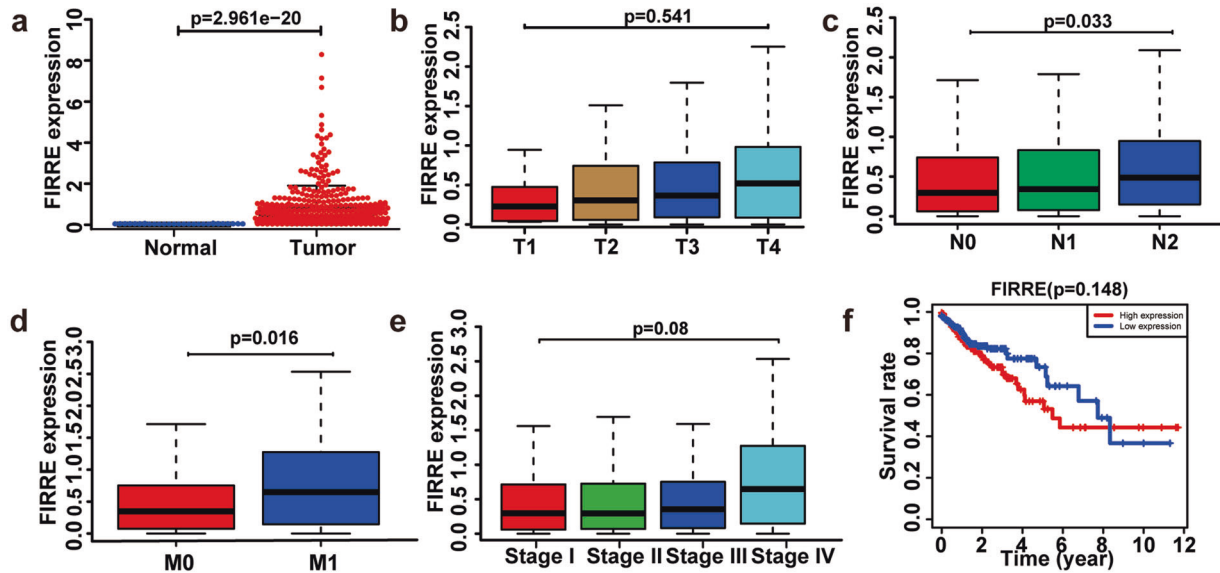 a
p=2.961e−20
FIRRE expression
10
8
6
4
2
0
Normal Tumor
b
p=0.541
FIRRE expression
2.5
2.0
1.5
1.0
0.5
0.0
T1 T2 T3 T4
c
p=0.033
FIRRE expression
2.5
2.0
1.5
1.0
0.5
0.0
N0 N1 N2
d
p=0.016
FIRRE expression
0.0 0.5 1.0 1.5 2.0 2.5 3.0
M0 M1
e
p=0.08
FIRRE expression
3.0
2.5
2.0
1.5
1.0
0.5
0.0
Stage I Stage II Stage III Stage IV
f
FIRRE(p=0.148)
High expression
Low expression
Survival rate
1.0
0.8
0.6
0.4
0.2
0.0
0 2 4 6 8 10 12
Time (year)